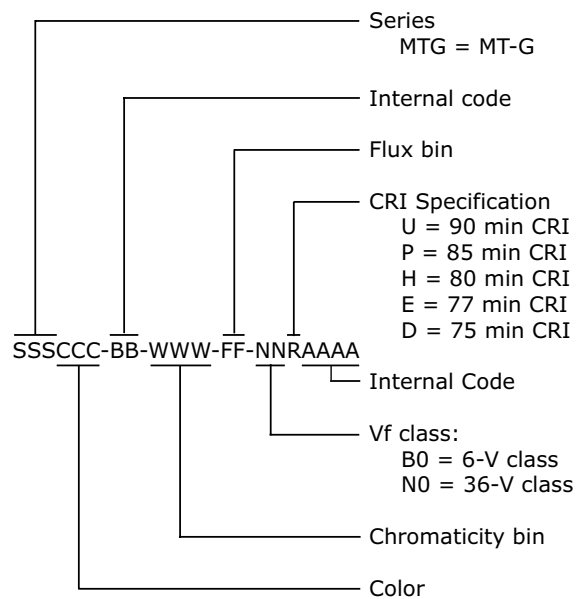 Series
MTG = MT-G
Internal code
Flux bin
CRI Specification
U = 90 min CRI
P = 85 min CRI
H = 80 min CRI
E = 77 min CRI
D = 75 min CRI
SSSCCC-BB-WWW-FF-NNRAAAA
Internal Code
Vf class:
B0 = 6-V class
N0 = 36-V class
Chromaticity bin
Color